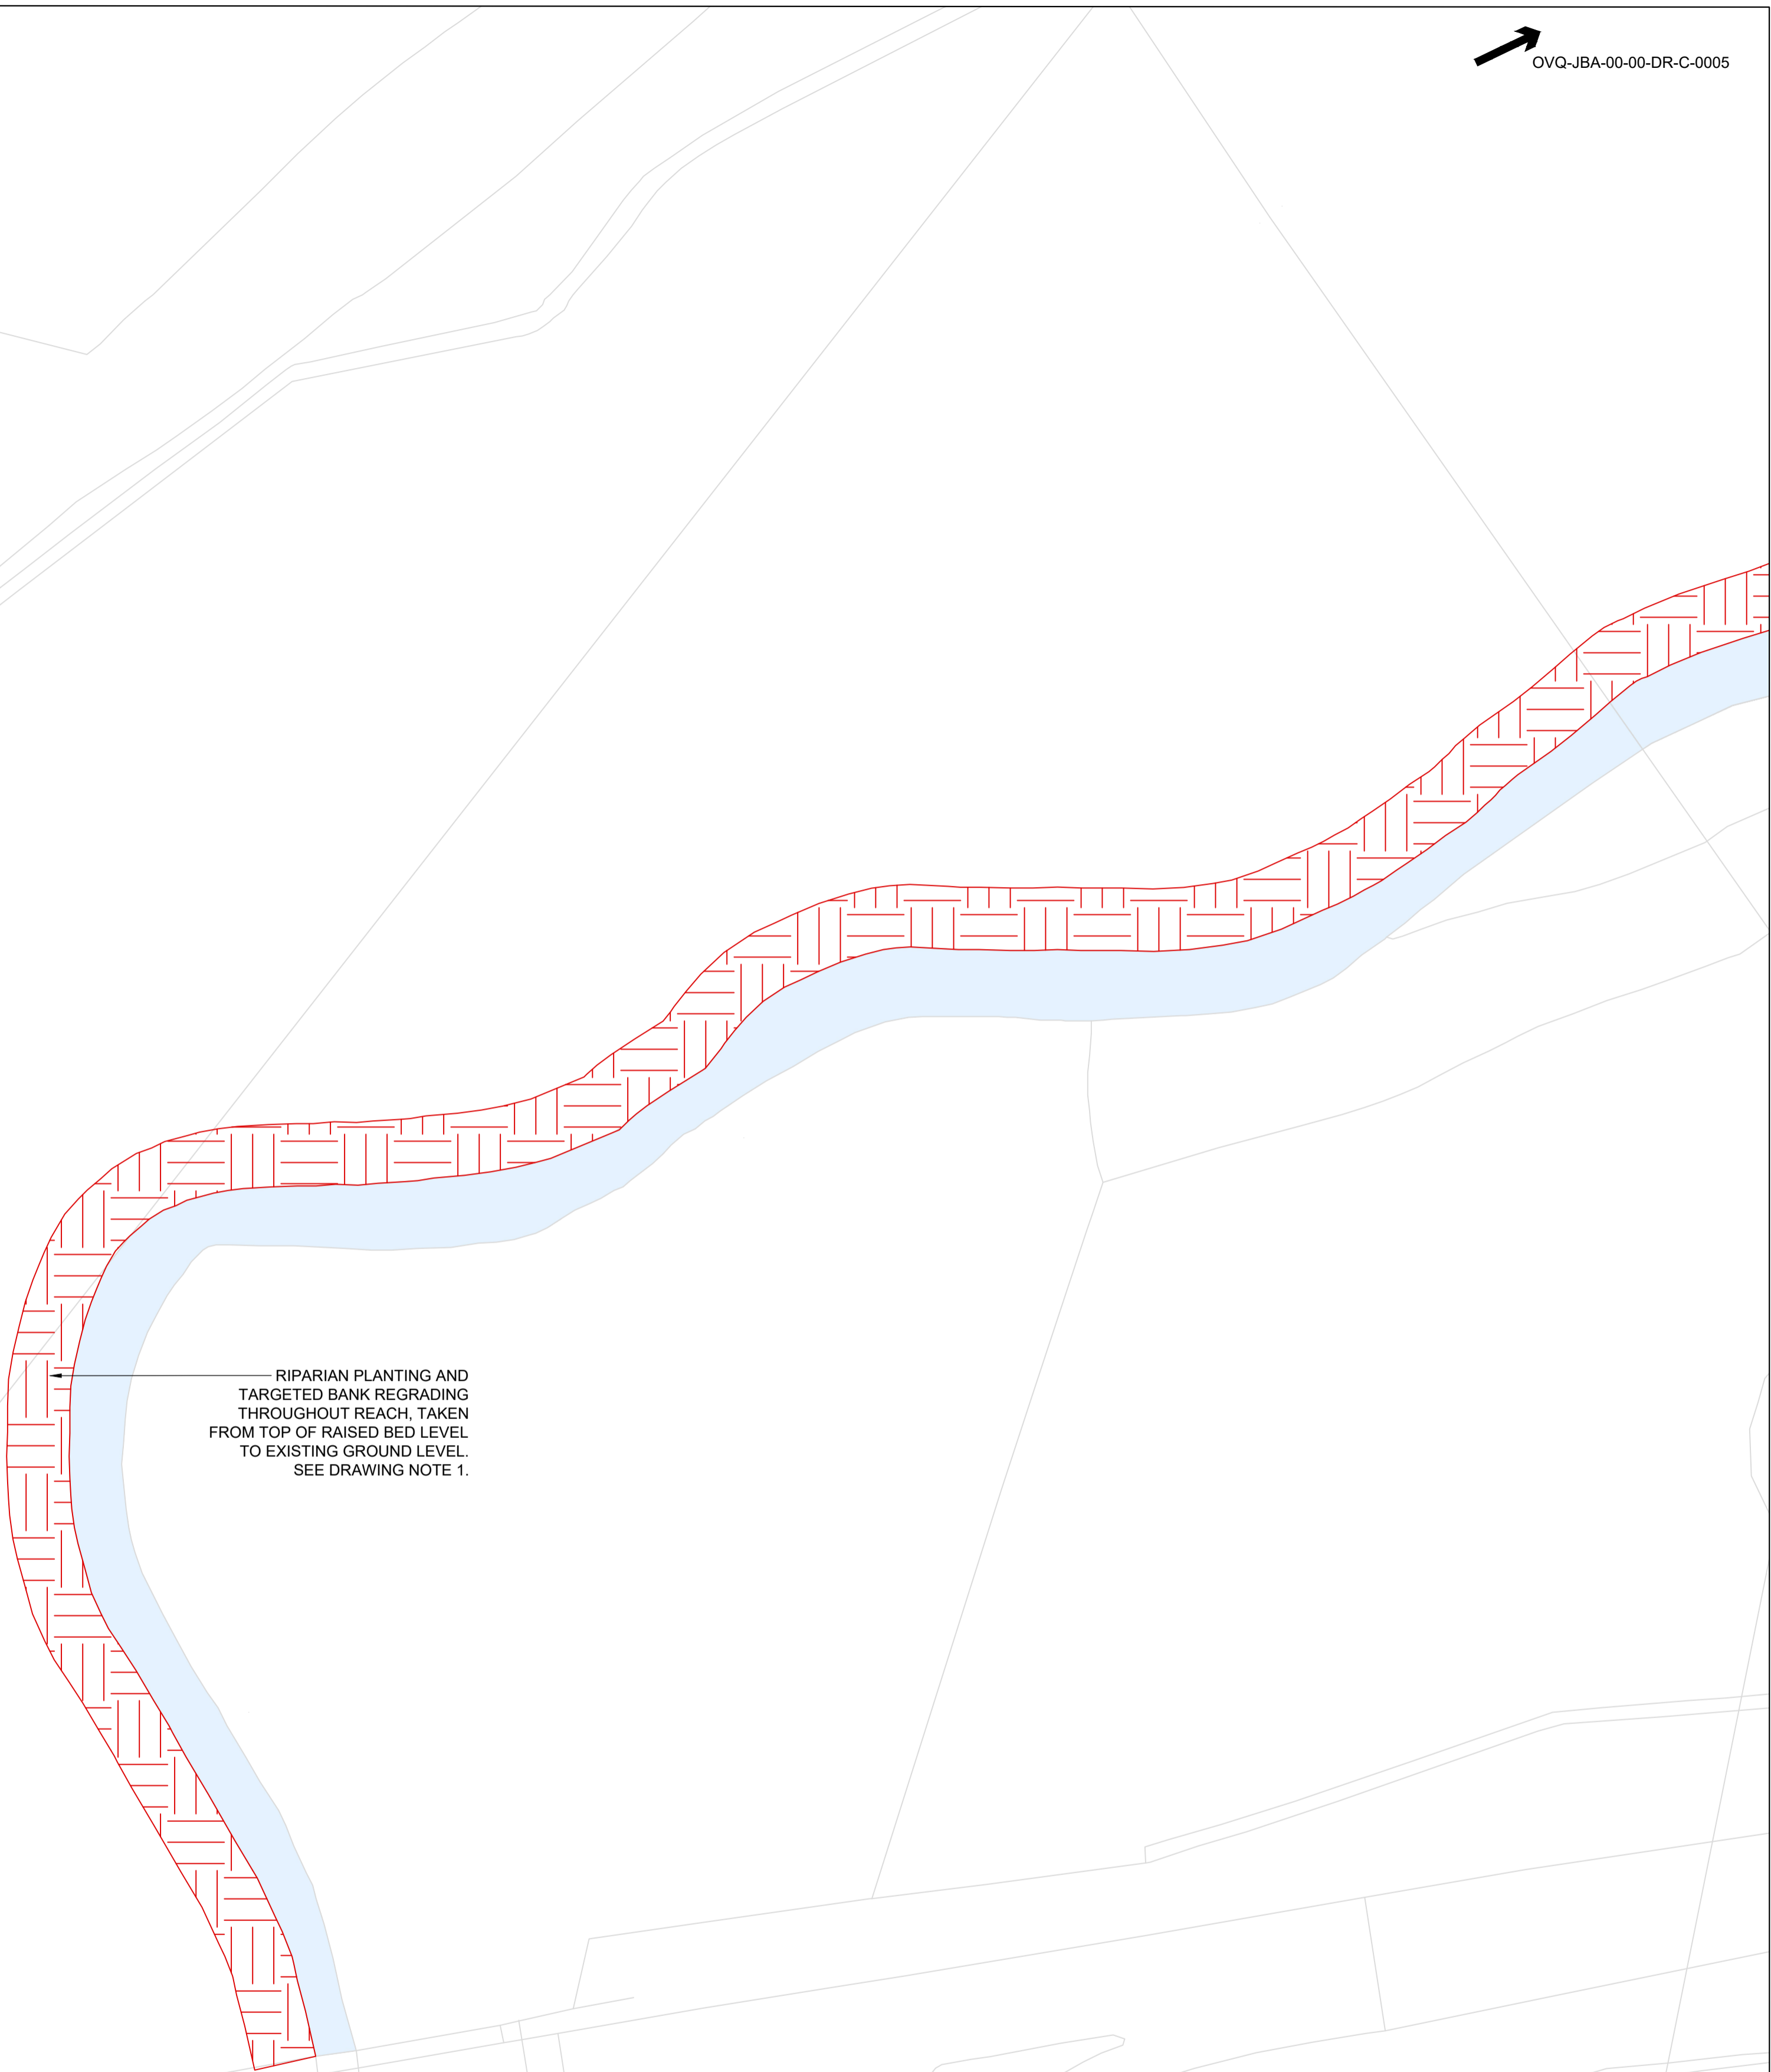 OVQ-JBA-00-00-DR-C-0005
RIPARIAN PLANTING AND
TARGETED BANK REGRADING
THROUGHOUT REACH, TAKEN
FROM TOP OF RAISED BED LEVEL
TO EXISTING GROUND LEVEL.
SEE DRAWING NOTE 1.